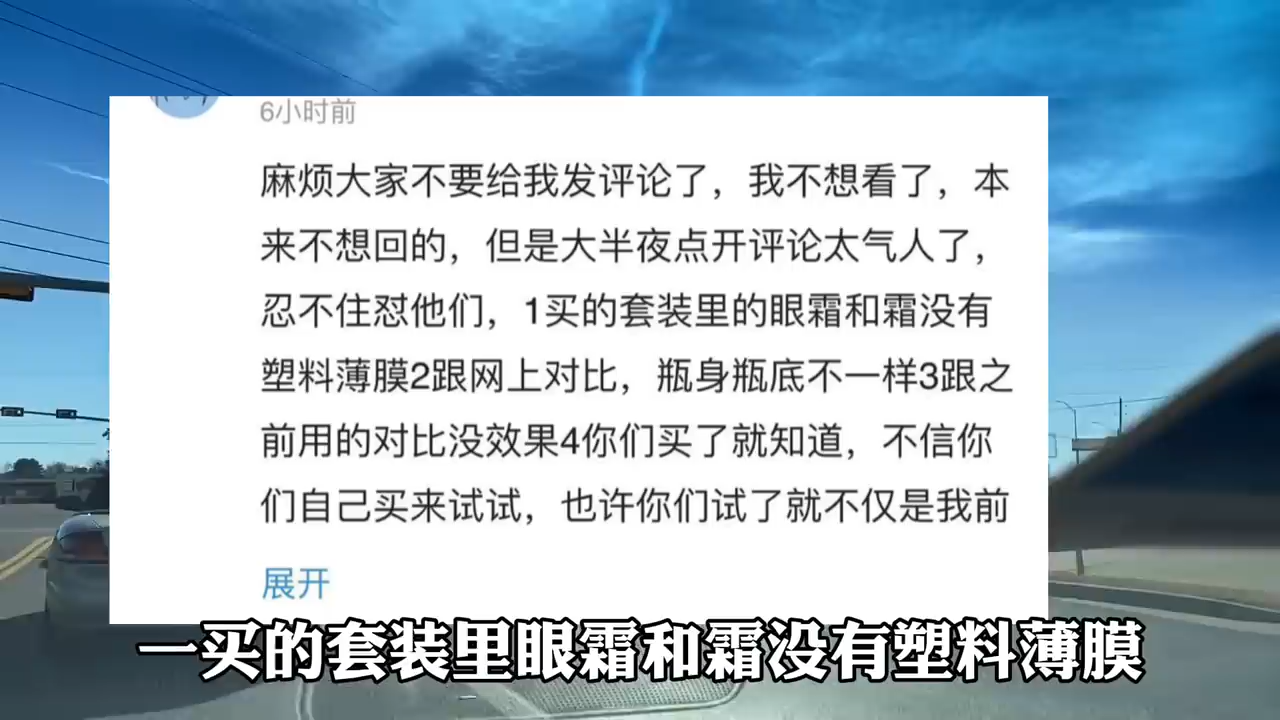 6小时前
麻烦大家不要给我发评论了，我不想看了，本
来不想回的，但是大半夜点开评论太气人了，
忍不住怼他们，1买的套装里的眼霜和霜没有
塑料薄膜2跟网上对比，瓶身瓶底不一样3跟之
前用的对比没效果4你们买了就知道，不信你
们自己买来试试，也许你们试了就不仅是我前
展开
一买的套装里眼霜和霜没有塑料薄膜